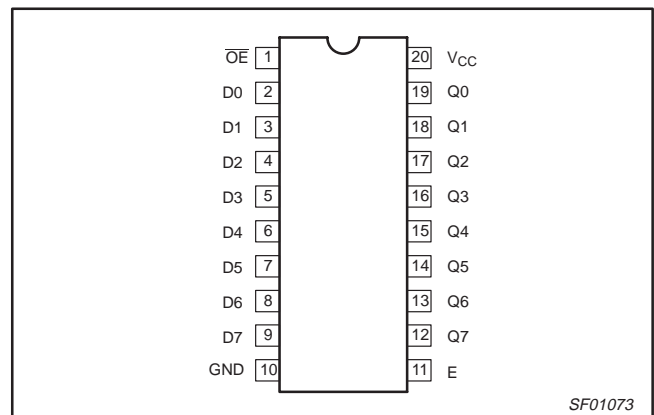 O̅E̅ 1 20 VCC
D0 2 19 Q0
D1 3 18 Q1
D2 4 17 Q2
D3 5 16 Q3
D4 6 15 Q4
D5 7 14 Q5
D6 8 13 Q6
D7 9 12 Q7
GND 10 11 E
SF01073